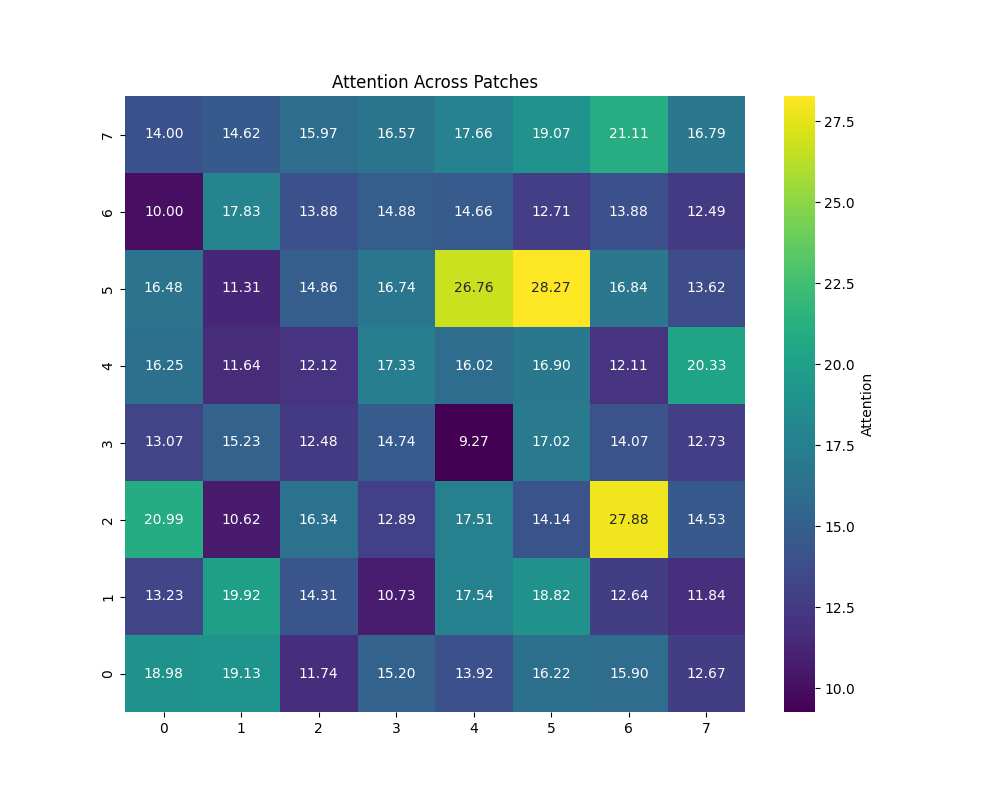 Attention Across Patches
7 14.00 14.62 15.97 16.57 17.66 19.07 21.11 16.79
6 10.00 17.83 13.88 14.88 14.66 12.71 13.88 12.49
5 16.48 11.31 14.86 16.74 26.76 28.27 16.84 13.62
4 16.25 11.64 12.12 17.33 16.02 16.90 12.11 20.33
3 13.07 15.23 12.48 14.74 9.27 17.02 14.07 12.73
2 20.99 10.62 16.34 12.89 17.51 14.14 27.88 14.53
1 13.23 19.92 14.31 10.73 17.54 18.82 12.64 11.84
0 18.98 19.13 11.74 15.20 13.92 16.22 15.90 12.67
0 1 2 3 4 5 6 7
27.5
25.0
22.5
20.0
17.5
15.0
12.5
10.0
Attention